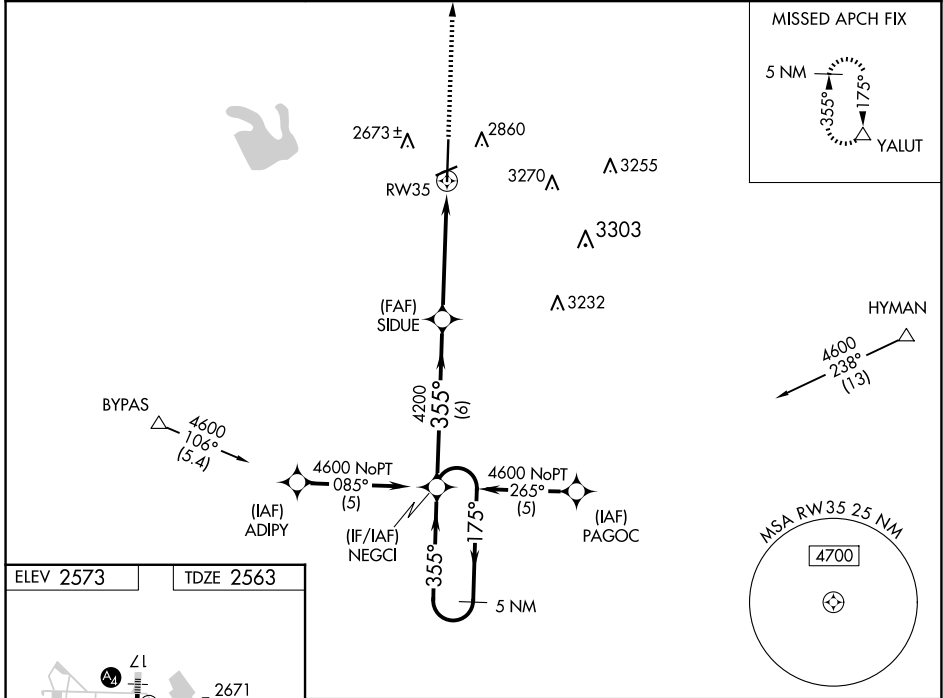 MISSED APCH FIX
5 NM
355°
175°
YALUT
2673 ±
2860
3270
3255
RW35
3303
3232
(FAF)
SIDUE
HYMAN
4600
238°
(13)
4200
355°
(6)
BYPAS
4600
106°
(5.4)
4600 NoPT
085°
(5)
4600 NoPT
265°
(5)
(IAF)
ADIPY
(IF/IAF)
NEGCI
(IAF)
PAGOC
355°
175°
5 NM
MSA RW35 25 NM
4700
ELEV 2573
TDZE 2563
17
A4
2671